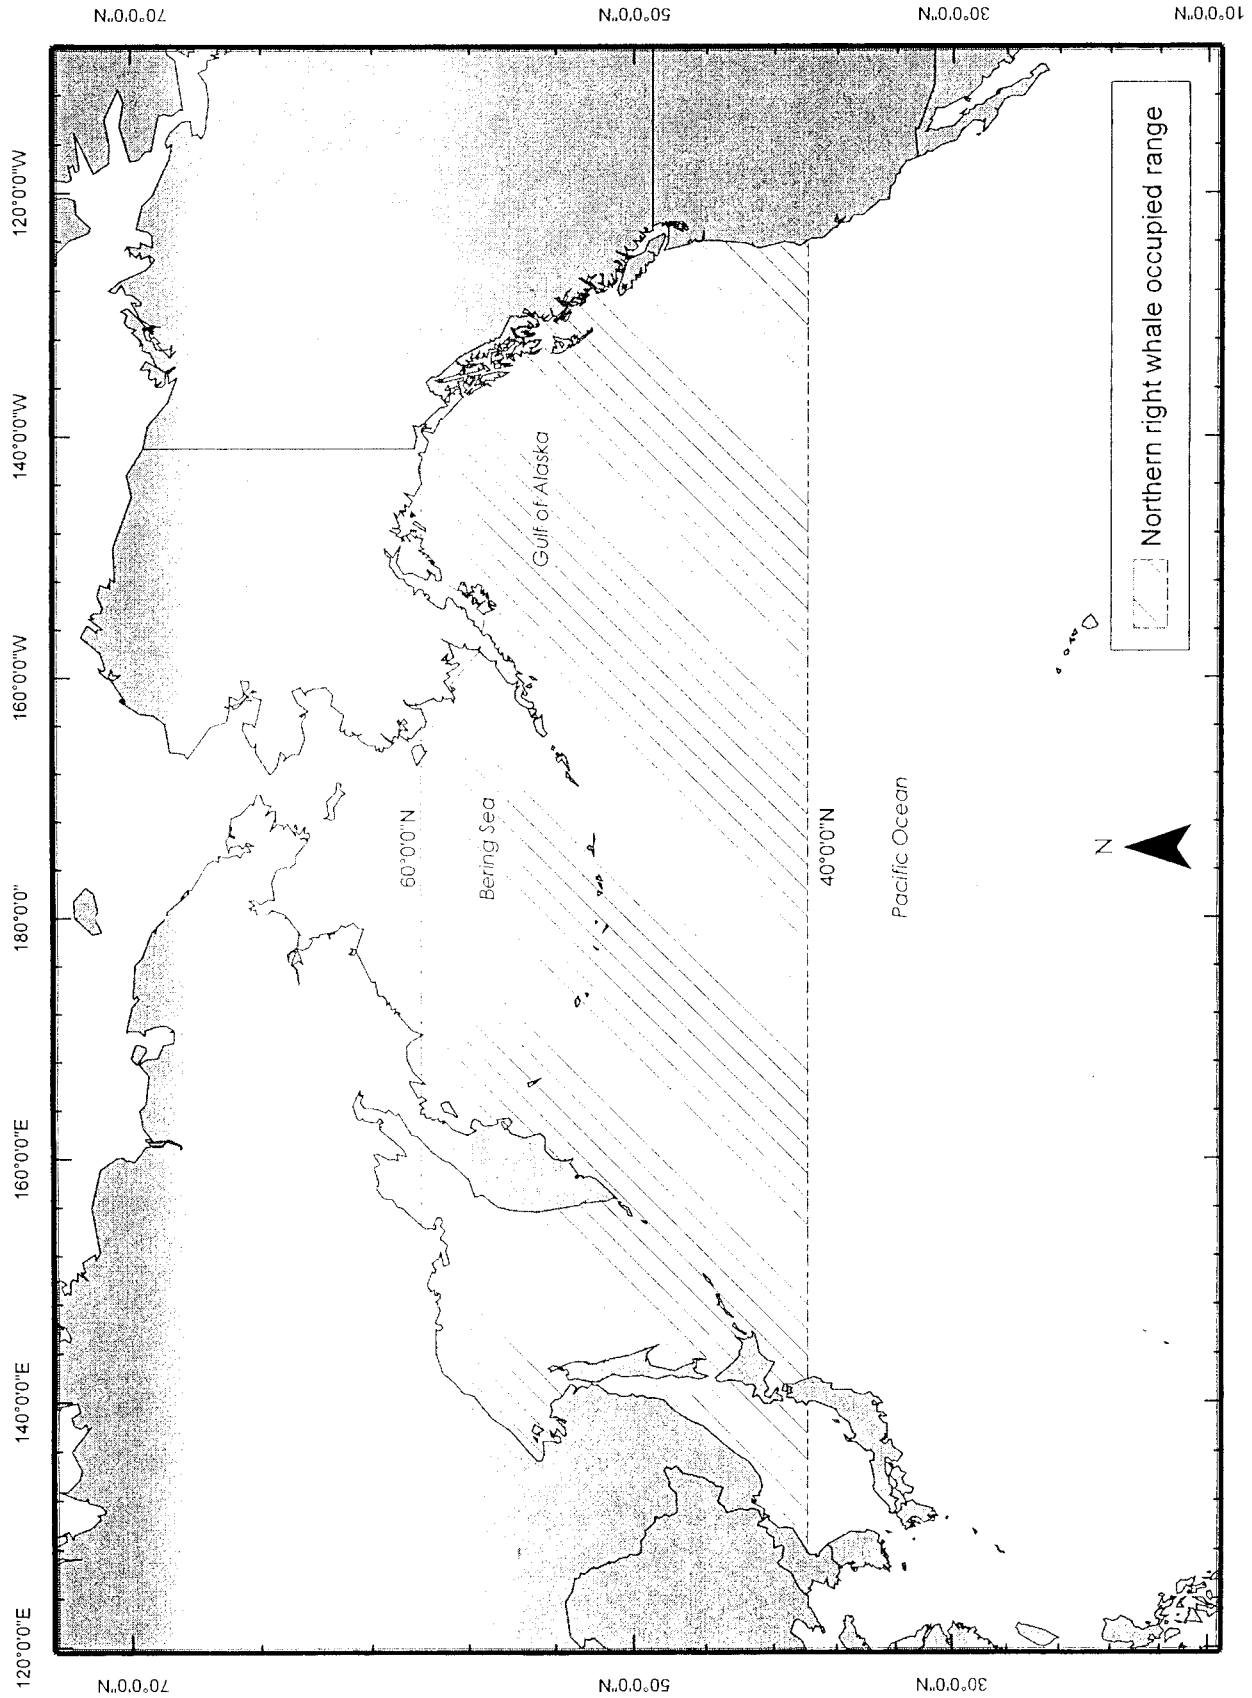 120°0'0"E
140°0'0"E
160°0'0"E
180°0'0"
160°0'0"W
140°0'0"W
120°0'0"W
70°0'0"N
70°0'0"N
60°0'0"N
Bering Sea
Gulf of Alaska
50°0'0"N
50°0'0"N
40°0'0"N
Pacific Ocean
30°0'0"N
30°0'0"N
N
Northern right whale occupied range
10°0'0"N